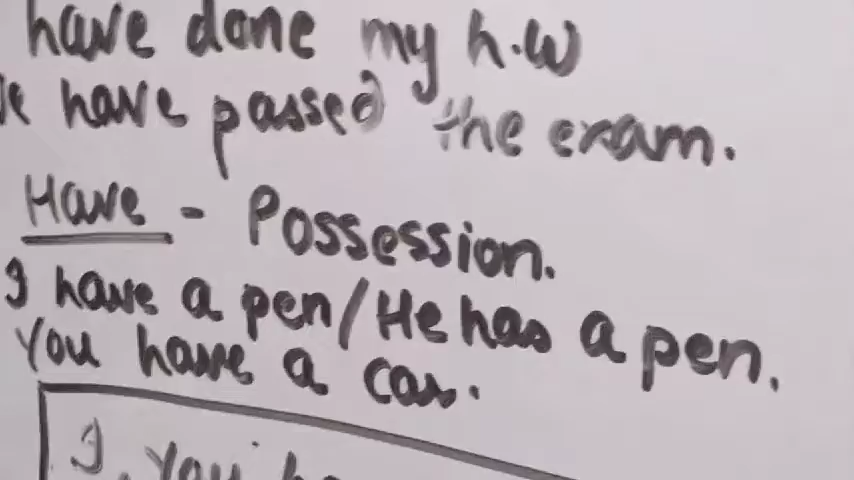 have done my h.w
have passed the exam.
Have - Possession.
I have a pen/He has a pen.
You have a car.
I, You